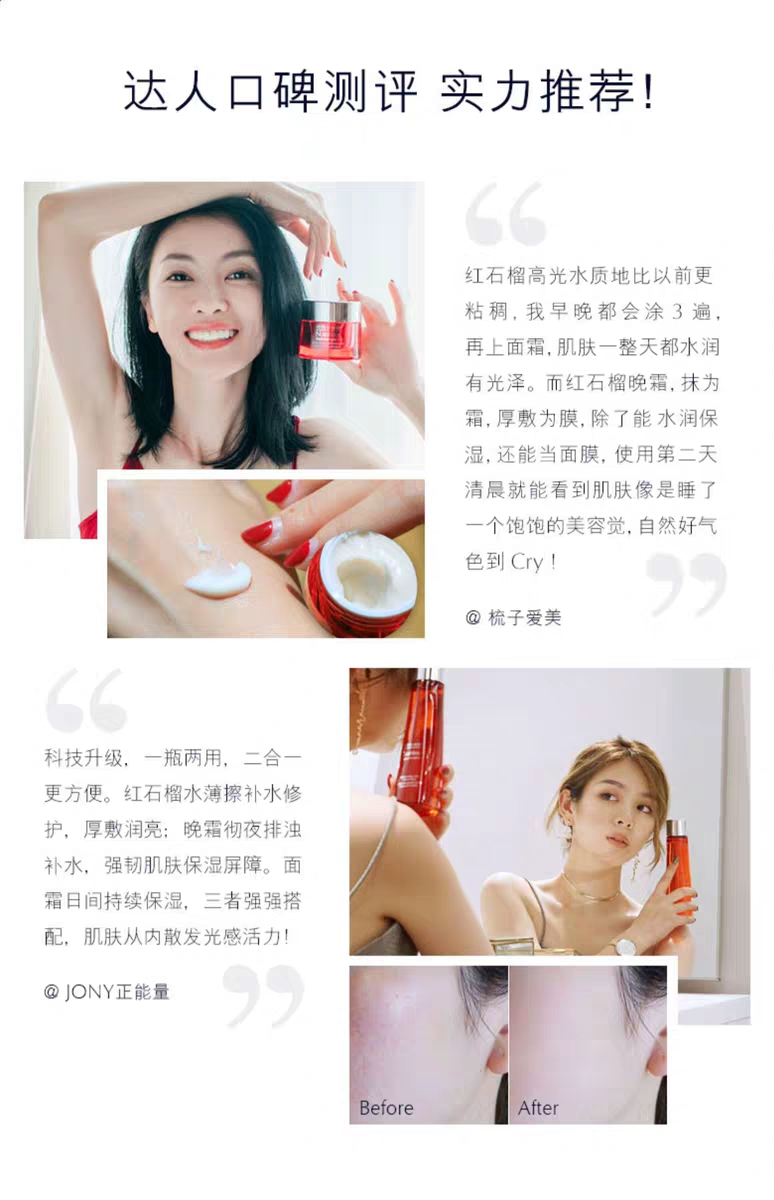 达人口碑测评 实力推荐!
红石榴高光水质地比以前更
粘稠, 我早晚都会涂 3 遍,
再上面霜, 肌肤一整天都水润
有光泽。而红石榴晚霜, 抹为
霜, 厚敷为膜, 除了能 水润保
湿, 还能当面膜, 使用第二天
清晨就能看到肌肤像是睡了
一个饱饱的美容觉, 自然好气
色到 Cry !
@ 梳子爱美
科技升级, 一瓶两用, 二合一
更方便。红石榴水薄擦补水修
护, 厚敷润亮; 晚霜彻夜排浊
补水, 强韧肌肤保湿屏障。面
霜日间持续保湿, 三者强强搭
配, 肌肤从内散发光感活力!
@ JONY正能量
Before
After